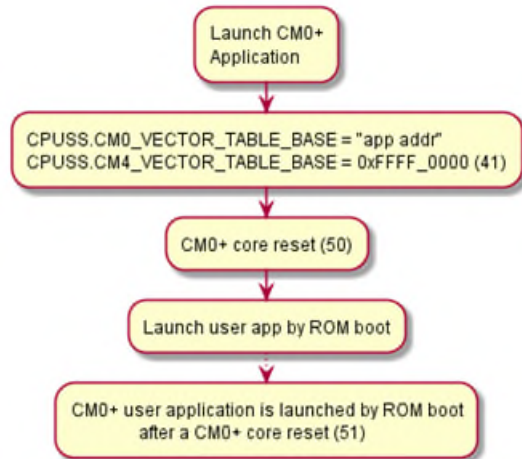 Launch CM0+
Application
CPUSS.CM0_VECTOR_TABLE_BASE = "app addr"
CPUSS.CM4_VECTOR_TABLE_BASE = 0xFFFF_0000 (41)
CM0+ core reset (50)
Launch user app by ROM boot
CM0+ user application is launched by ROM boot
after a CM0+ core reset (51)